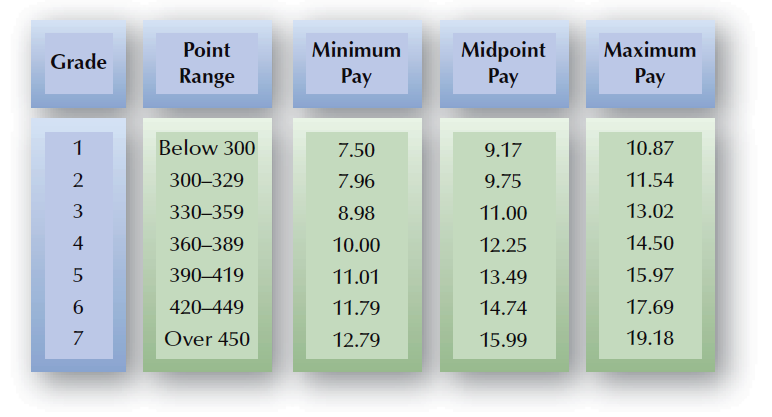 Grade Point Range Minimum Pay Midpoint Pay Maximum Pay
1 Below 300 7.50 9.17 10.87
2 300–329 7.96 9.75 11.54
3 330–359 8.98 11.00 13.02
4 360–389 10.00 12.25 14.50
5 390–419 11.01 13.49 15.97
6 420–449 11.79 14.74 17.69
7 Over 450 12.79 15.99 19.18